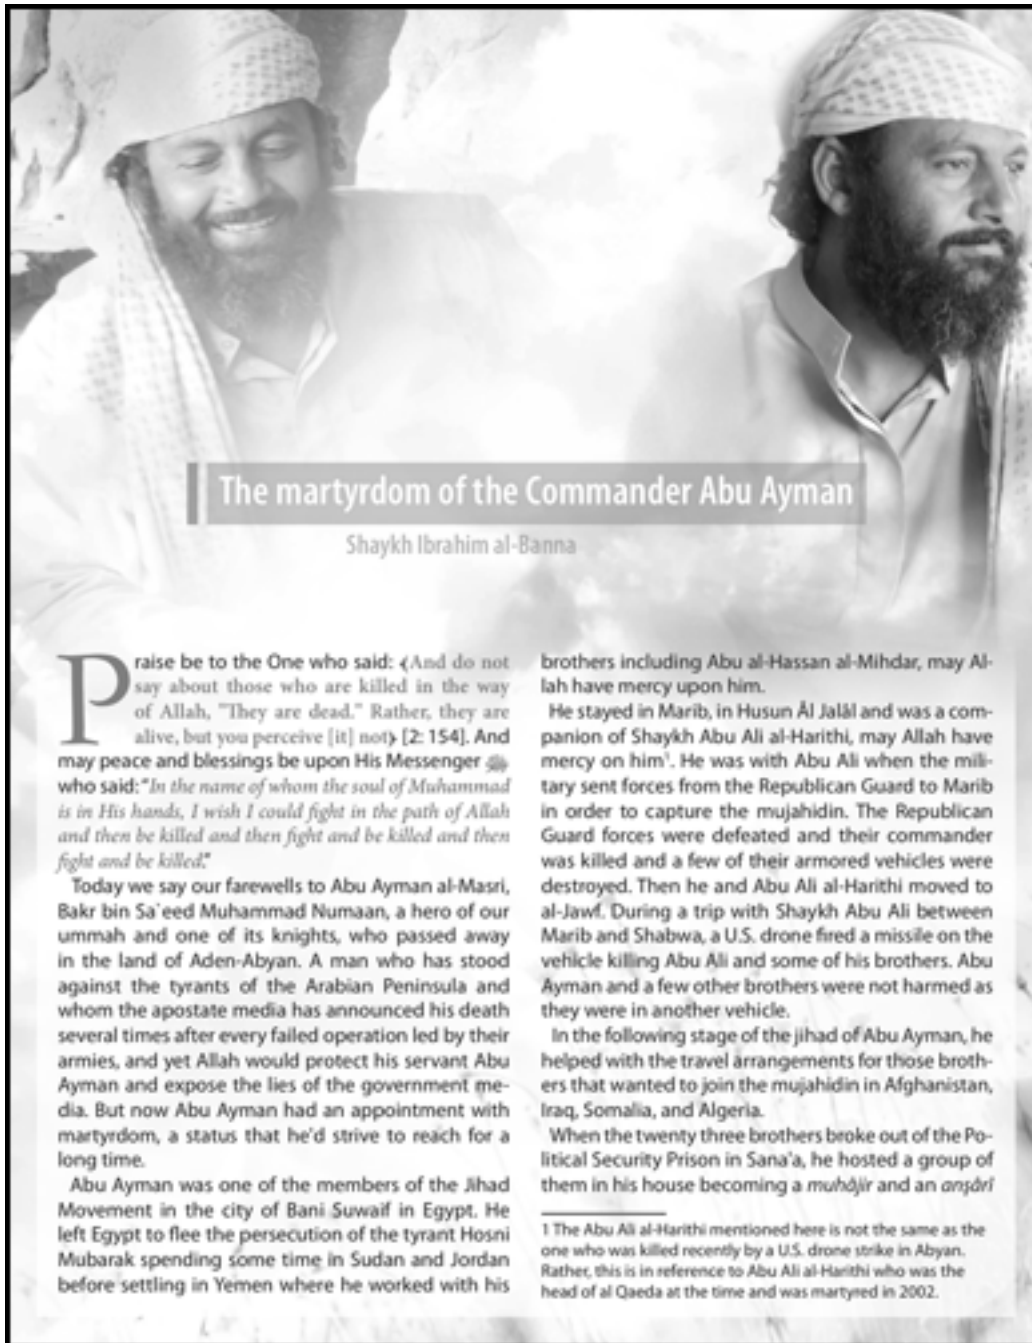 The martyrdom of the Commander Abu Ayman
Shaykh Ibrahim al-Banna
Praise be to the One who said: ﴾And do not
say about those who are killed in the way
of Allah, "They are dead." Rather, they are
alive, but you perceive [it] not﴿ [2: 154]. And
may peace and blessings be upon His Messenger ﷺ
who said: "In the name of whom the soul of Muhammad
is in His hands, I wish I could fight in the path of Allah
and then be killed and then fight and be killed and then
fight and be killed."
Today we say our farewells to Abu Ayman al-Masri,
Bakr bin Sa`eed Muhammad Numaan, a hero of our
ummah and one of its knights, who passed away
in the land of Aden-Abyan. A man who has stood
against the tyrants of the Arabian Peninsula and
whom the apostate media has announced his death
several times after every failed operation led by their
armies, and yet Allah would protect his servant Abu
Ayman and expose the lies of the government me-
dia. But now Abu Ayman had an appointment with
martyrdom, a status that he'd strive to reach for a
long time.
Abu Ayman was one of the members of the Jihad
Movement in the city of Bani Suwaif in Egypt. He
left Egypt to flee the persecution of the tyrant Hosni
Mubarak spending some time in Sudan and Jordan
before settling in Yemen where he worked with his
brothers including Abu al-Hassan al-Mihdar, may Al-
lah have mercy upon him.
He stayed in Marib, in Husun Âl Jalâl and was a com-
panion of Shaykh Abu Ali al-Harithi, may Allah have
mercy on him¹. He was with Abu Ali when the mili-
tary sent forces from the Republican Guard to Marib
in order to capture the mujahidin. The Republican
Guard forces were defeated and their commander
was killed and a few of their armored vehicles were
destroyed. Then he and Abu Ali al-Harithi moved to
al-Jawf. During a trip with Shaykh Abu Ali between
Marib and Shabwa, a U.S. drone fired a missile on the
vehicle killing Abu Ali and some of his brothers. Abu
Ayman and a few other brothers were not harmed as
they were in another vehicle.
In the following stage of the jihad of Abu Ayman, he
helped with the travel arrangements for those broth-
ers that wanted to join the mujahidin in Afghanistan,
Iraq, Somalia, and Algeria.
When the twenty three brothers broke out of the Po-
litical Security Prison in Sana'a, he hosted a group of
them in his house becoming a muhâjir and an anṣârî
1 The Abu Ali al-Harithi mentioned here is not the same as the
one who was killed recently by a U.S. drone strike in Abyan.
Rather, this is in reference to Abu Ali al-Harithi who was the
head of al Qaeda at the time and was martyred in 2002.